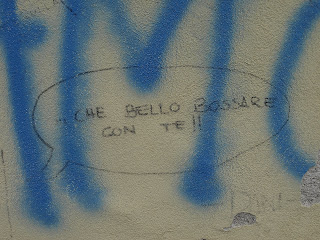 ...CHE BELLO BOSSARE
CON TE!!